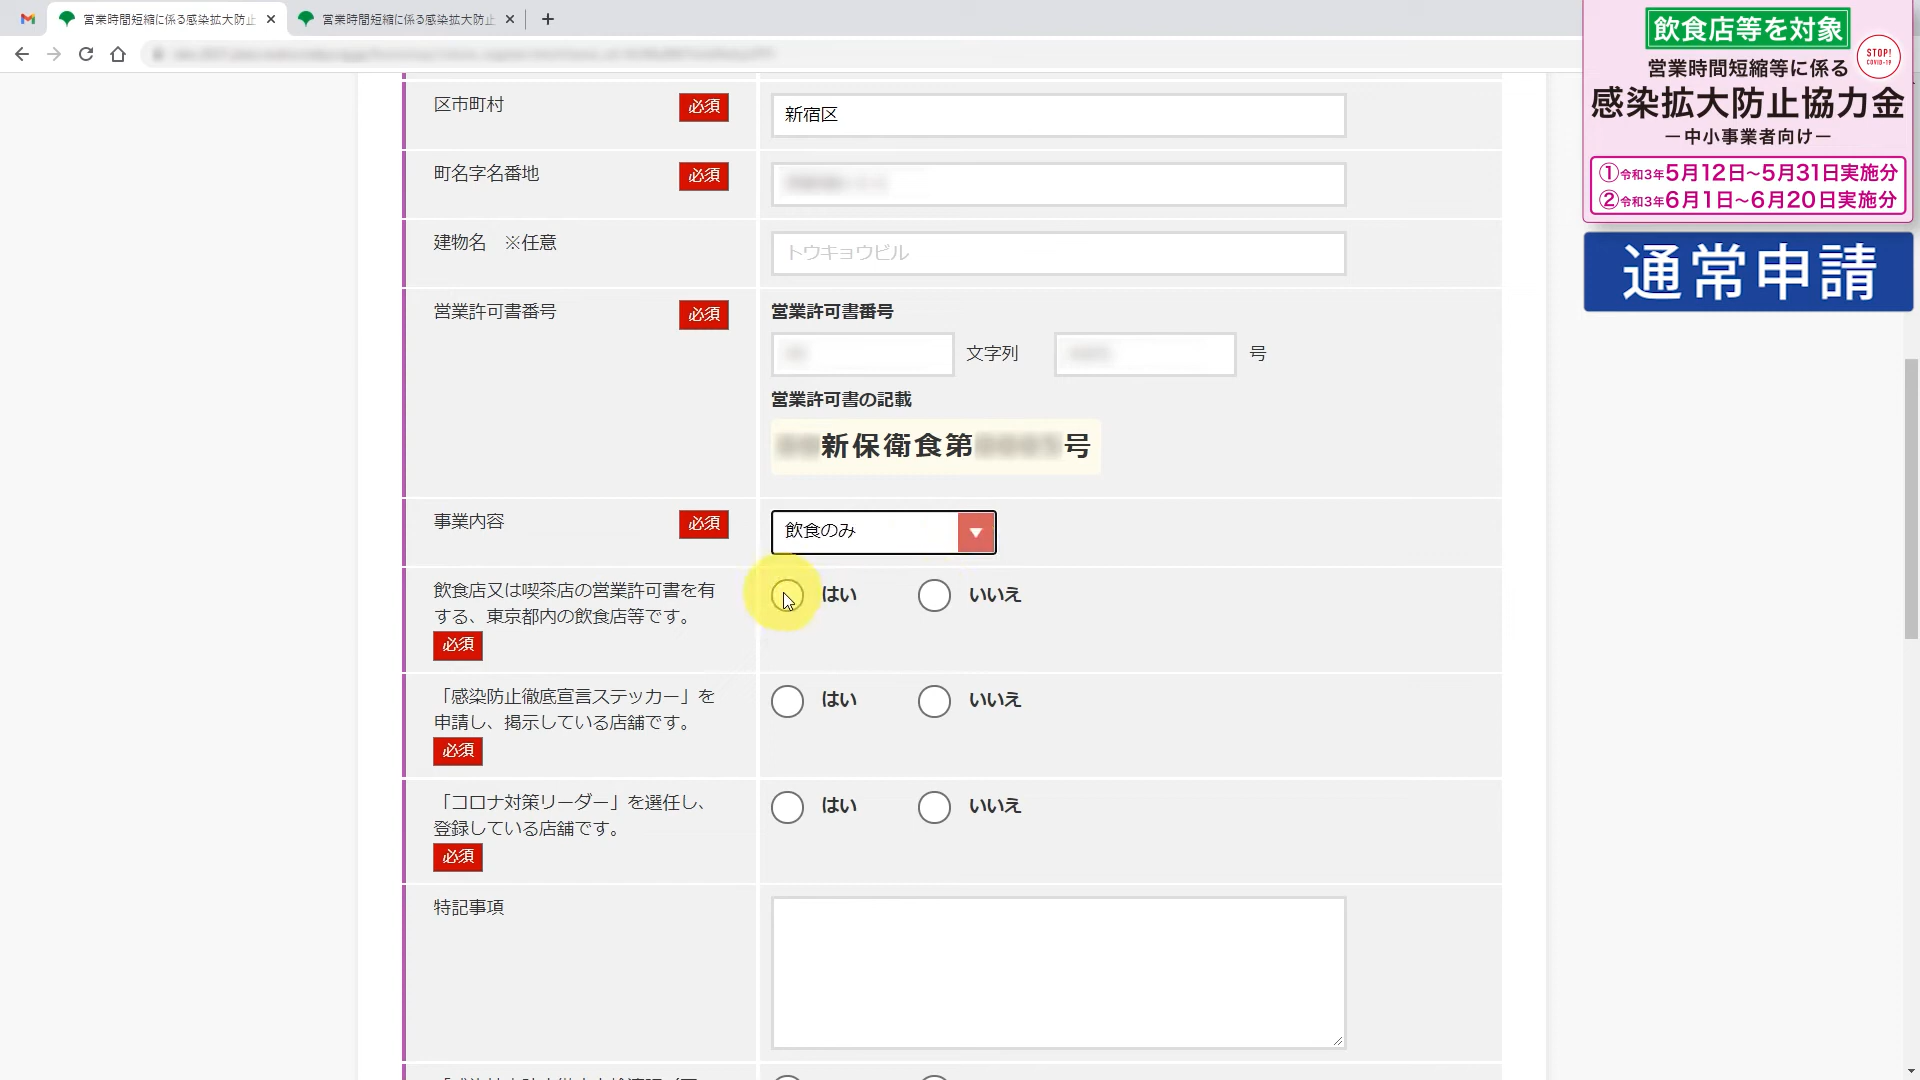 営業時間短縮に係る感染拡大防止
営業時間短縮に係る感染拡大防止
飲食店等を対象
STOP!
COVID-19
営業時間短縮等に係る
感染拡大防止協力金
―中小事業者向け―
①令和3年5月12日~5月31日実施分
②令和3年6月1日~6月20日実施分
通常申請
区市町村 必須
新宿区
町名字名番地 必須
建物名 ※任意
トウキョウビル
営業許可書番号 必須
営業許可書番号
文字列 号
営業許可書の記載
新保衛食第 号
事業内容 必須
飲食のみ
飲食店又は喫茶店の営業許可書を有
する、東京都内の飲食店等です。
必須
はい いいえ
「感染防止徹底宣言ステッカー」を
申請し、掲示している店舗です。
必須
はい いいえ
「コロナ対策リーダー」を選任し、
登録している店舗です。
必須
はい いいえ
特記事項